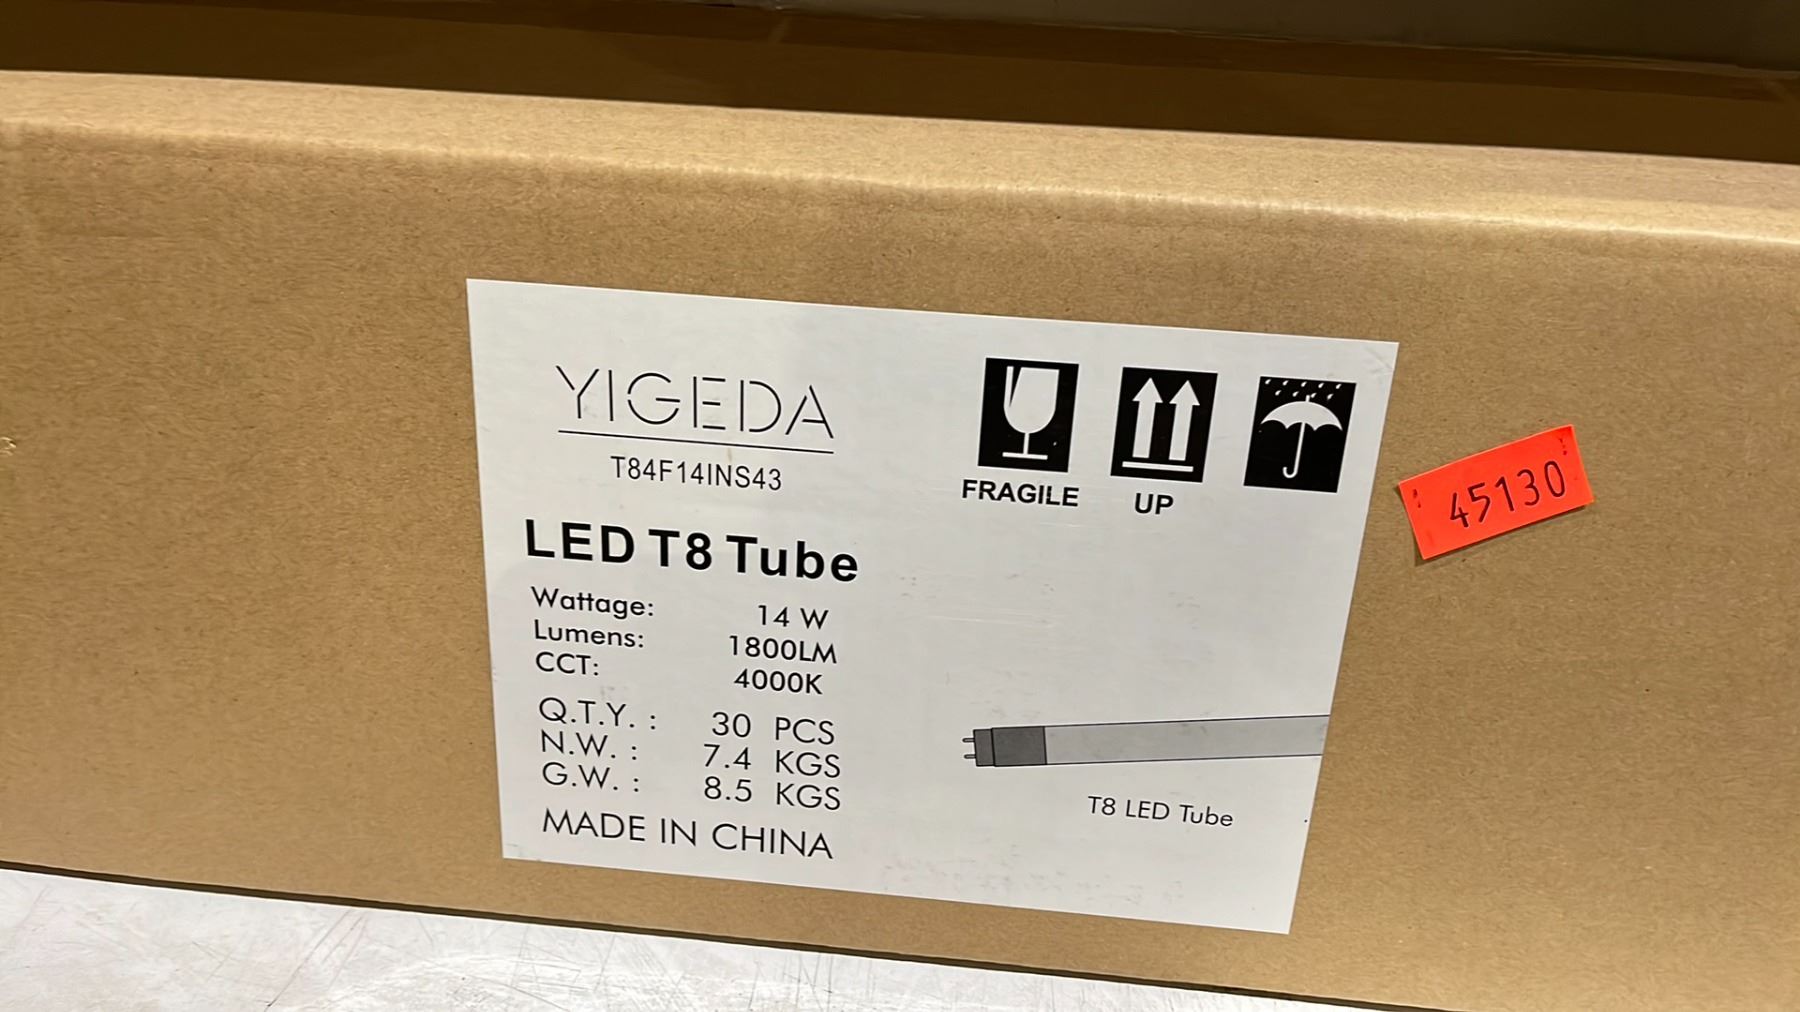 YIGEDA
T84F14INS43
LED T8 Tube
Wattage: 14 W
Lumens: 1800LM
CCT: 4000K
Q.T.Y. : 30 PCS
N.W. : 7.4 KGS
G.W. : 8.5 KGS
MADE IN CHINA
FRAGILE
UP
T8 LED Tube
45130